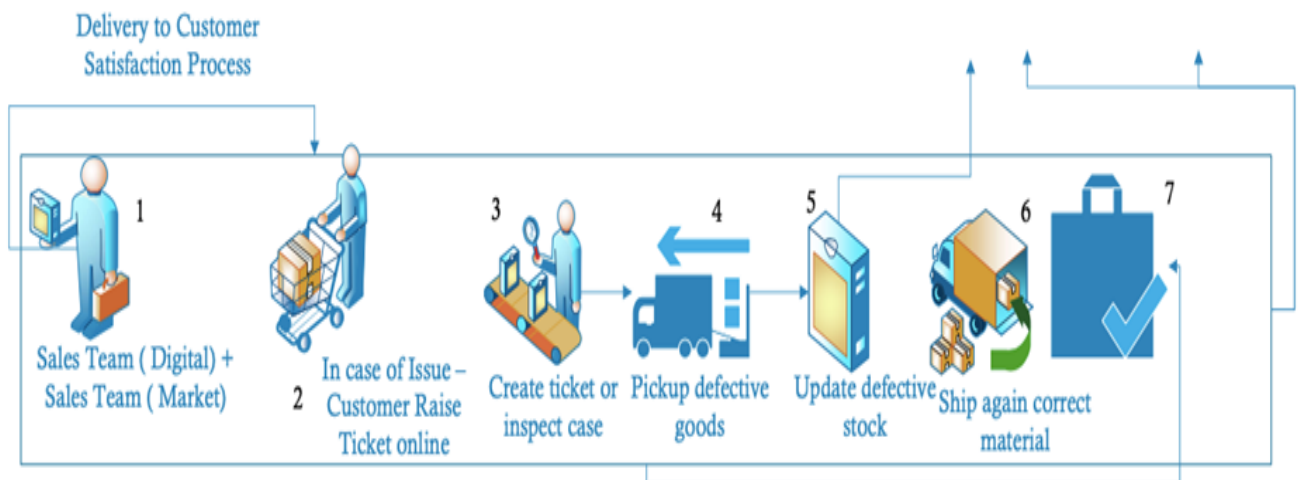 Delivery to Customer
Satisfaction Process
1
Sales Team ( Digital) +
Sales Team ( Market)
2
In case of Issue –
Customer Raise
Ticket online
3
Create ticket or
inspect case
4
Pickup defective
goods
5
Update defective
stock
6
Ship again correct
material
7